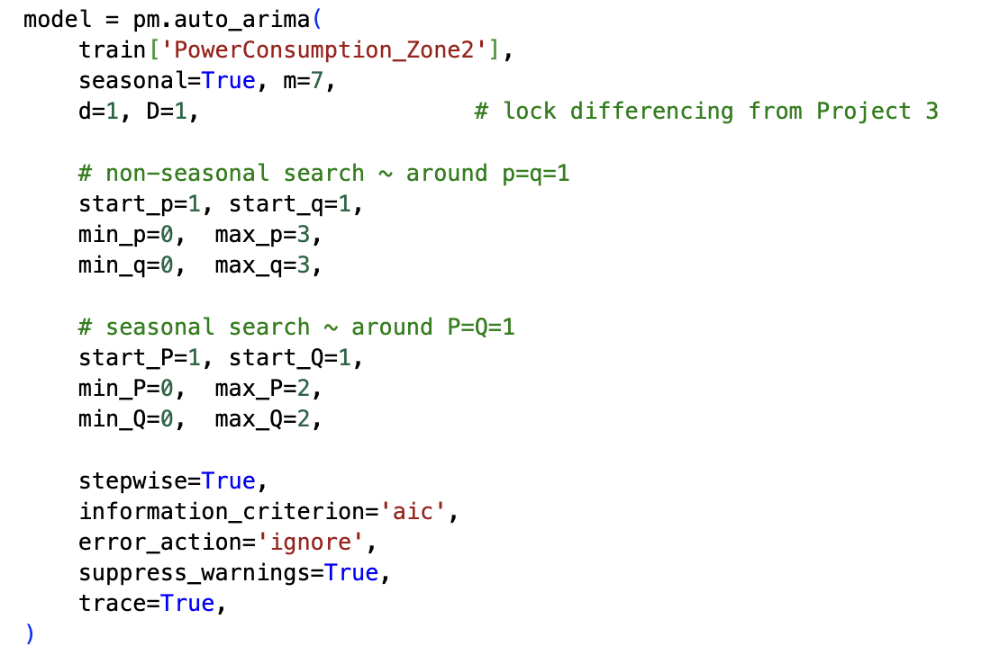 model = pm.auto_arima(
    train['PowerConsumption_Zone2'],
    seasonal=True, m=7,
    d=1, D=1,                    # lock differencing from Project 3

    # non-seasonal search ~ around p=q=1
    start_p=1, start_q=1,
    min_p=0,  max_p=3,
    min_q=0,  max_q=3,

    # seasonal search ~ around P=Q=1
    start_P=1, start_Q=1,
    min_P=0,  max_P=2,
    min_Q=0,  max_Q=2,

    stepwise=True,
    information_criterion='aic',
    error_action='ignore',
    suppress_warnings=True,
    trace=True,
)